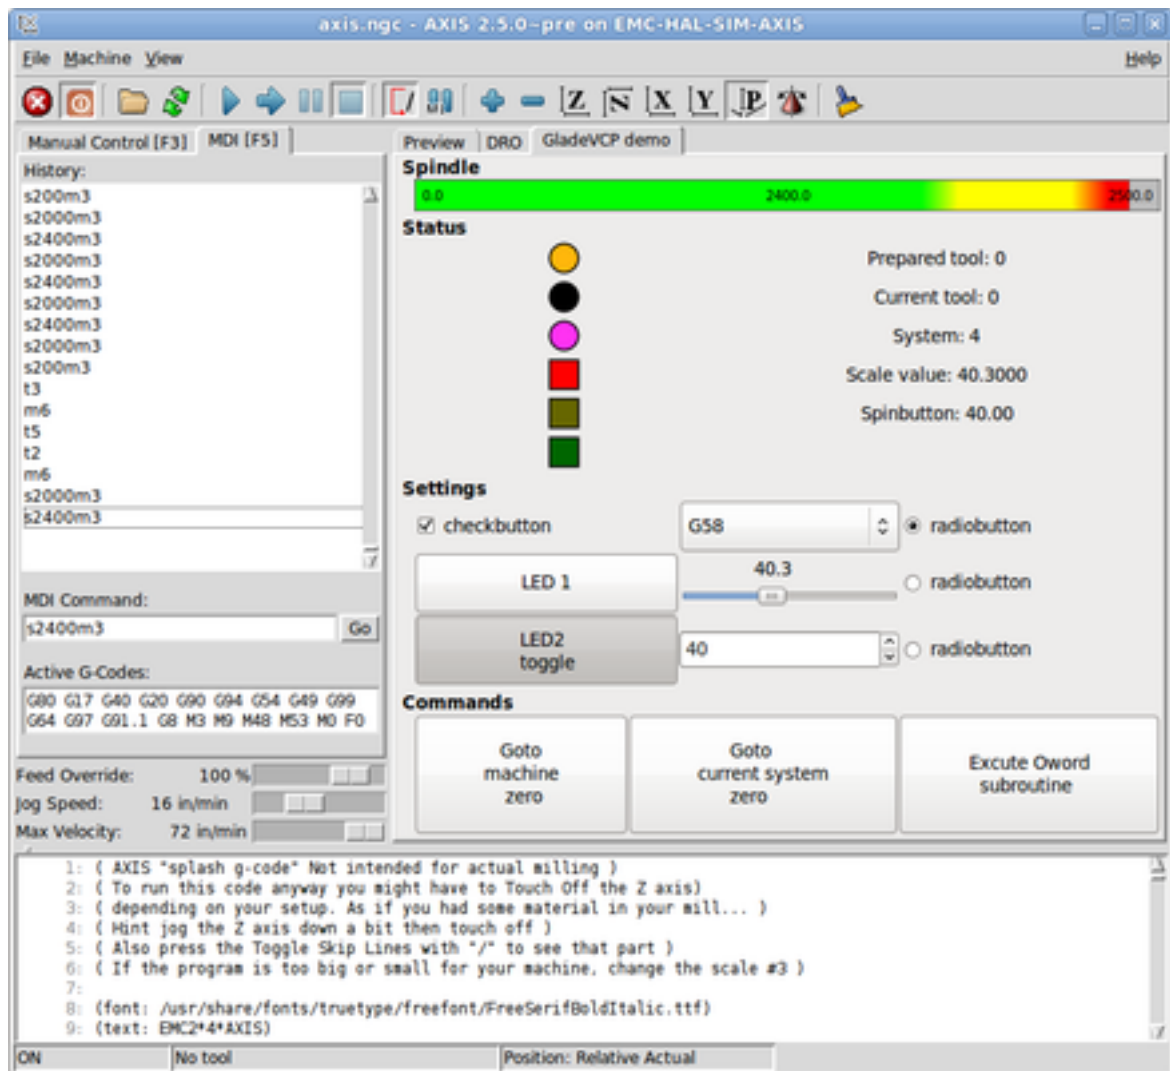 axis.ngc - AXIS 2.5.0~pre on EMC-HAL-SIM-AXIS
File Machine View Help
Z N X Y P
Manual Control [F3] MDI [F5]
Preview DRO GladeVCP demo
History:
s200m3
s2000m3
s2400m3
s2000m3
s2400m3
s2000m3
s2400m3
s2000m3
s200m3
t3
m6
t5
t2
m6
s2000m3
s2400m3
MDI Command:
s2400m3 Go
Active G-Codes:
G80 G17 G40 G20 G90 G94 G54 G49 G99
G64 G97 G91.1 G8 M3 M9 M48 M53 M0 F0
Feed Override: 100 %
Jog Speed: 16 in/min
Max Velocity: 72 in/min
Spindle
0.0 2400.0 2500.0
Status
Prepared tool: 0
Current tool: 0
System: 4
Scale value: 40.3000
Spinbutton: 40.00
Settings
checkbutton G58 radiobutton
LED 1 40.3 radiobutton
LED2
toggle
40 radiobutton
Commands
Goto
machine
zero
Goto
current system
zero
Excute Oword
subroutine
1: ( AXIS "splash g-code" Not intended for actual milling )
2: ( To run this code anyway you might have to Touch Off the Z axis)
3: ( depending on your setup. As if you had some material in your mill... )
4: ( Hint jog the Z axis down a bit then touch off )
5: ( Also press the Toggle Skip Lines with "/" to see that part )
6: ( If the program is too big or small for your machine, change the scale #3 )
7:
8: (font: /usr/share/fonts/truetype/freefont/FreeSerifBoldItalic.ttf)
9: (text: EMC2*4*AXIS)
ON No tool Position: Relative Actual